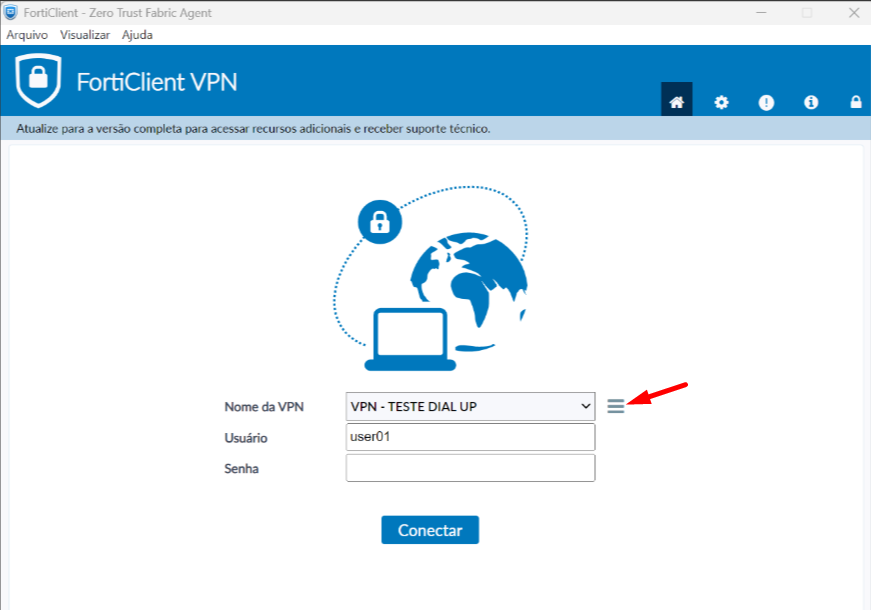 FortiClient - Zero Trust Fabric Agent
Arquivo Visualizar Ajuda
FortiClient VPN
Atualize para a versão completa para acessar recursos adicionais e receber suporte técnico.
Nome da VPN VPN - TESTE DIAL UP
Usuário user01
Senha
Conectar